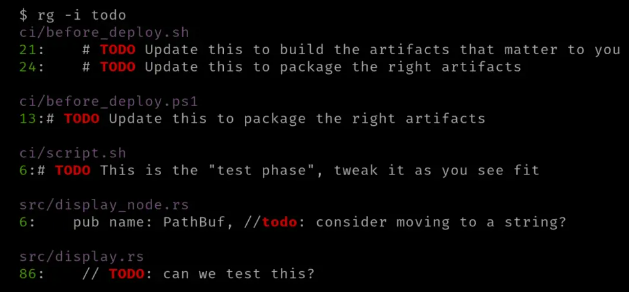 $ rg -i todo
ci/before_deploy.sh
21:    # TODO Update this to build the artifacts that matter to you
24:    # TODO Update this to package the right artifacts
ci/before_deploy.ps1
13:# TODO Update this to package the right artifacts
ci/script.sh
6:# TODO This is the "test phase", tweak it as you see fit
src/display_node.rs
6:    pub name: PathBuf, //todo: consider moving to a string?
src/display.rs
86:    // TODO: can we test this?